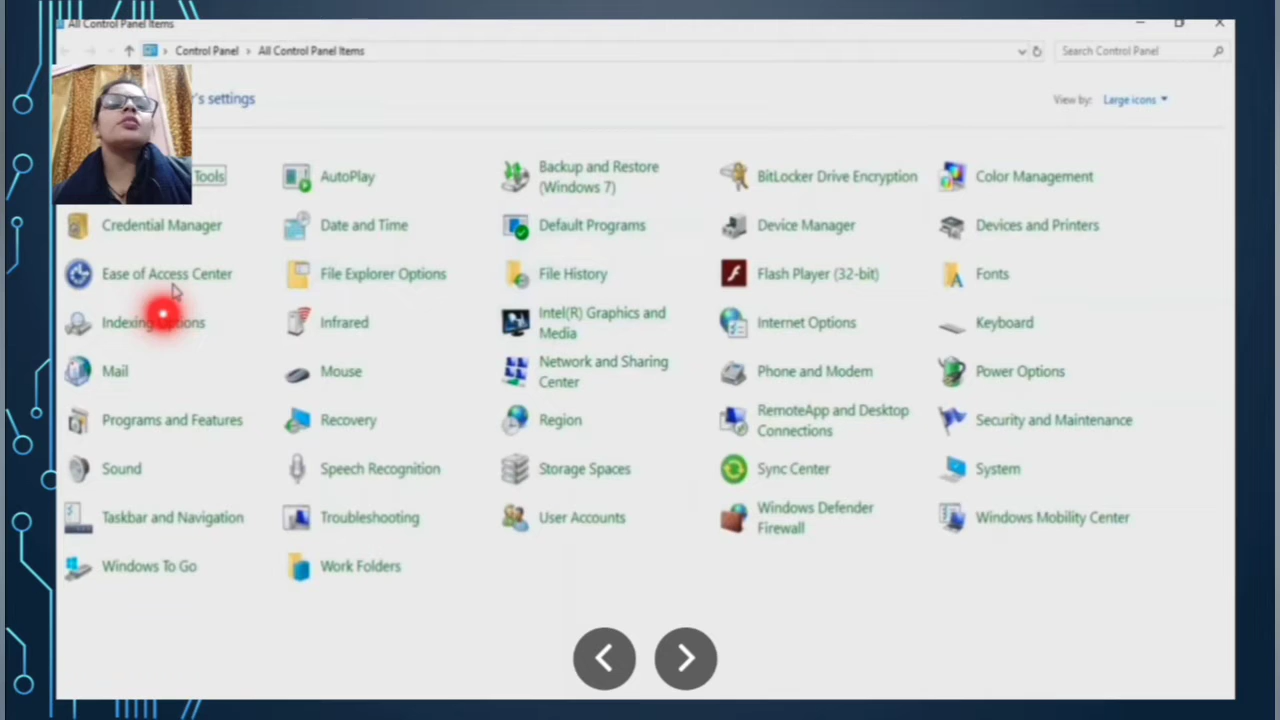 All Control Panel Items
Control Panel > All Control Panel Items
Search Control Panel
's settings
View by: Large icons
Tools
AutoPlay
Backup and Restore
(Windows 7)
BitLocker Drive Encryption
Color Management
Credential Manager
Date and Time
Default Programs
Device Manager
Devices and Printers
Ease of Access Center
File Explorer Options
File History
Flash Player (32-bit)
Fonts
Indexing Options
Infrared
Intel(R) Graphics and
Media
Internet Options
Keyboard
Mail
Mouse
Network and Sharing
Center
Phone and Modem
Power Options
Programs and Features
Recovery
Region
RemoteApp and Desktop
Connections
Security and Maintenance
Sound
Speech Recognition
Storage Spaces
Sync Center
System
Taskbar and Navigation
Troubleshooting
User Accounts
Windows Defender
Firewall
Windows Mobility Center
Windows To Go
Work Folders